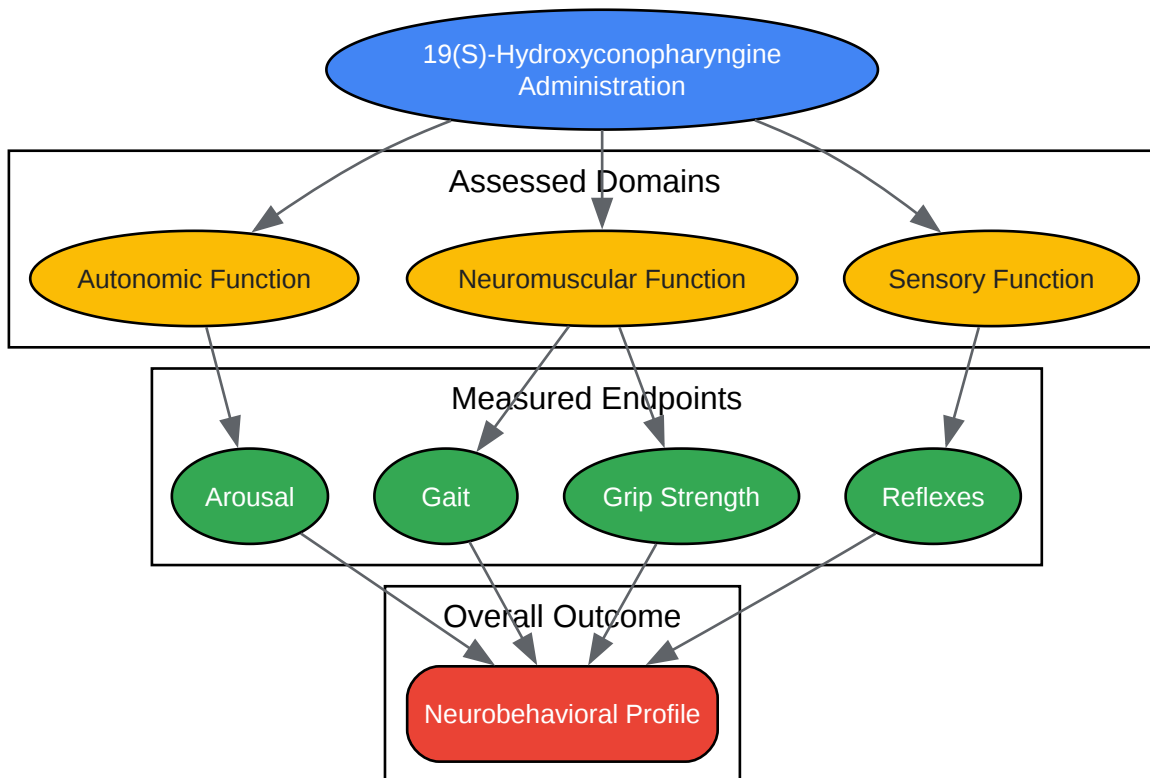 19(S)-Hydroxyconopharyngine
Administration
Assessed Domains
Autonomic Function
Neuromuscular Function
Sensory Function
Measured Endpoints
Arousal
Gait
Grip Strength
Reflexes
Overall Outcome
Neurobehavioral Profile